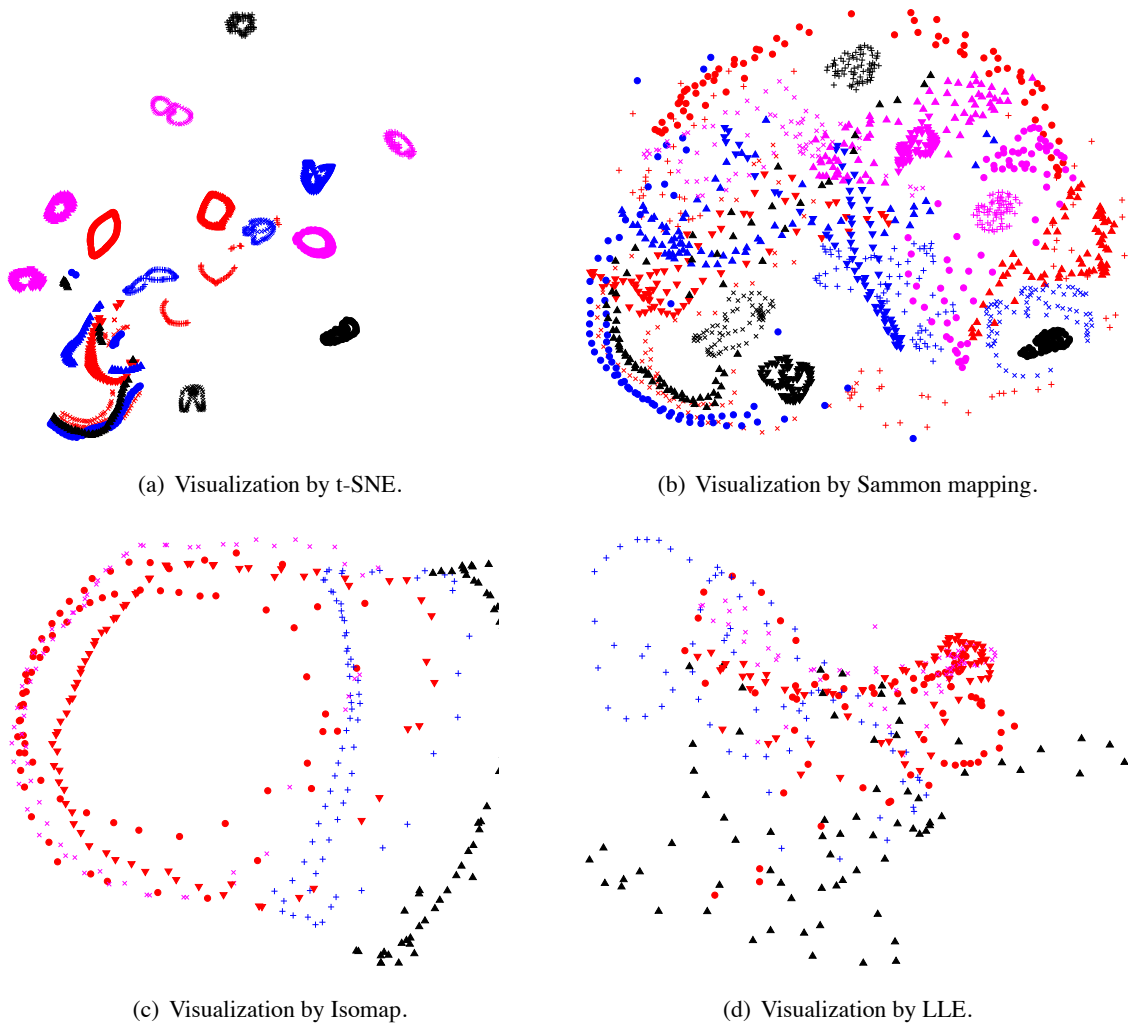 (a) Visualization by t-SNE.
(b) Visualization by Sammon mapping.
(c) Visualization by Isomap.
(d) Visualization by LLE.